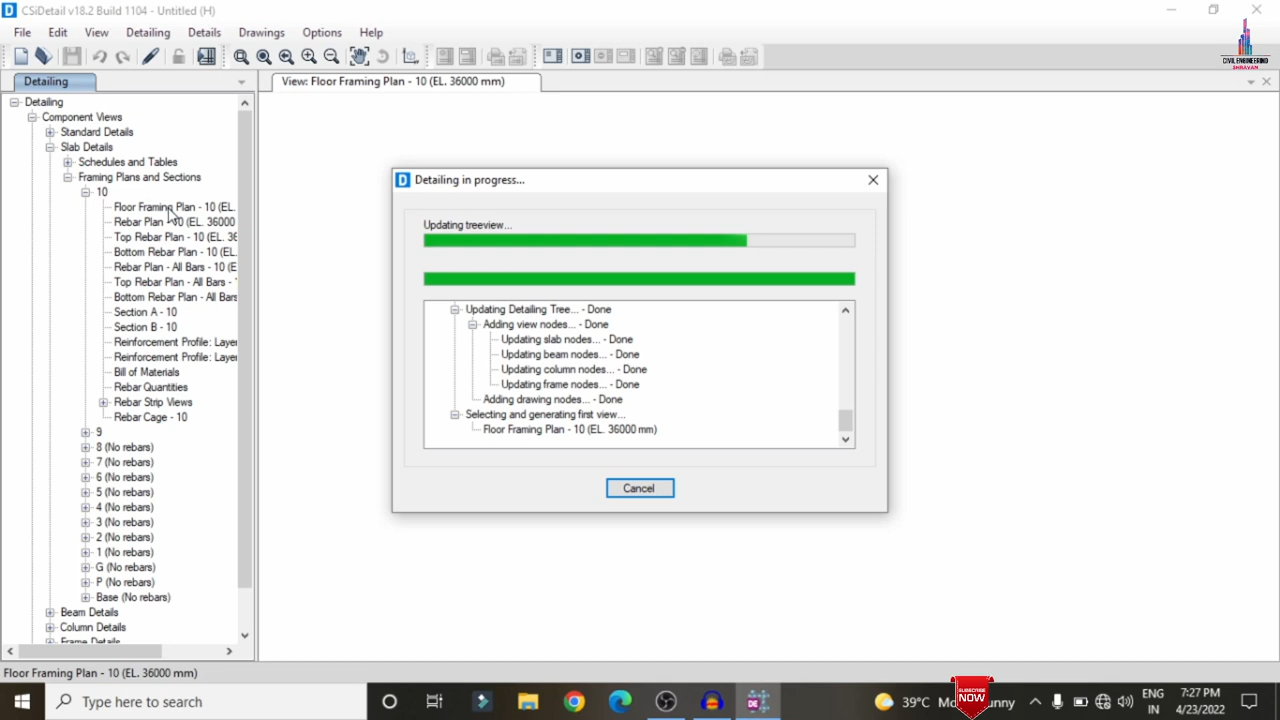 CSiDetail v18.2 Build 1104 - Untitled (H)
File Edit View Detailing Details Drawings Options Help
CIVIL ENGINEERING
SHRAVAN
Detailing
View: Floor Framing Plan - 10 (EL. 36000 mm)
Detailing
Component Views
Standard Details
Slab Details
Schedules and Tables
Framing Plans and Sections
10
Floor Framing Plan - 10 (EL.
Rebar Plan - 10 (EL. 36000
Top Rebar Plan - 10 (EL. 36
Bottom Rebar Plan - 10 (EL.
Rebar Plan - All Bars - 10 (E
Top Rebar Plan - All Bars -
Bottom Rebar Plan - All Bars
Section A - 10
Section B - 10
Reinforcement Profile: Layer
Reinforcement Profile: Layer
Bill of Materials
Rebar Quantities
Rebar Strip Views
Rebar Cage - 10
9
8 (No rebars)
7 (No rebars)
6 (No rebars)
5 (No rebars)
4 (No rebars)
3 (No rebars)
2 (No rebars)
1 (No rebars)
G (No rebars)
P (No rebars)
Base (No rebars)
Beam Details
Column Details
Frame Details
Detailing in progress...
Updating treeview...
Updating Detailing Tree... - Done
Adding view nodes... - Done
Updating slab nodes... - Done
Updating beam nodes... - Done
Updating column nodes... - Done
Updating frame nodes... - Done
Adding drawing nodes... - Done
Selecting and generating first view...
Floor Framing Plan - 10 (EL. 36000 mm)
Cancel
Floor Framing Plan - 10 (EL. 36000 mm)
Type here to search
DE
39°C
unny
SUBSCRIBE
NOW
ENG
IN
7:27 PM
4/23/2022